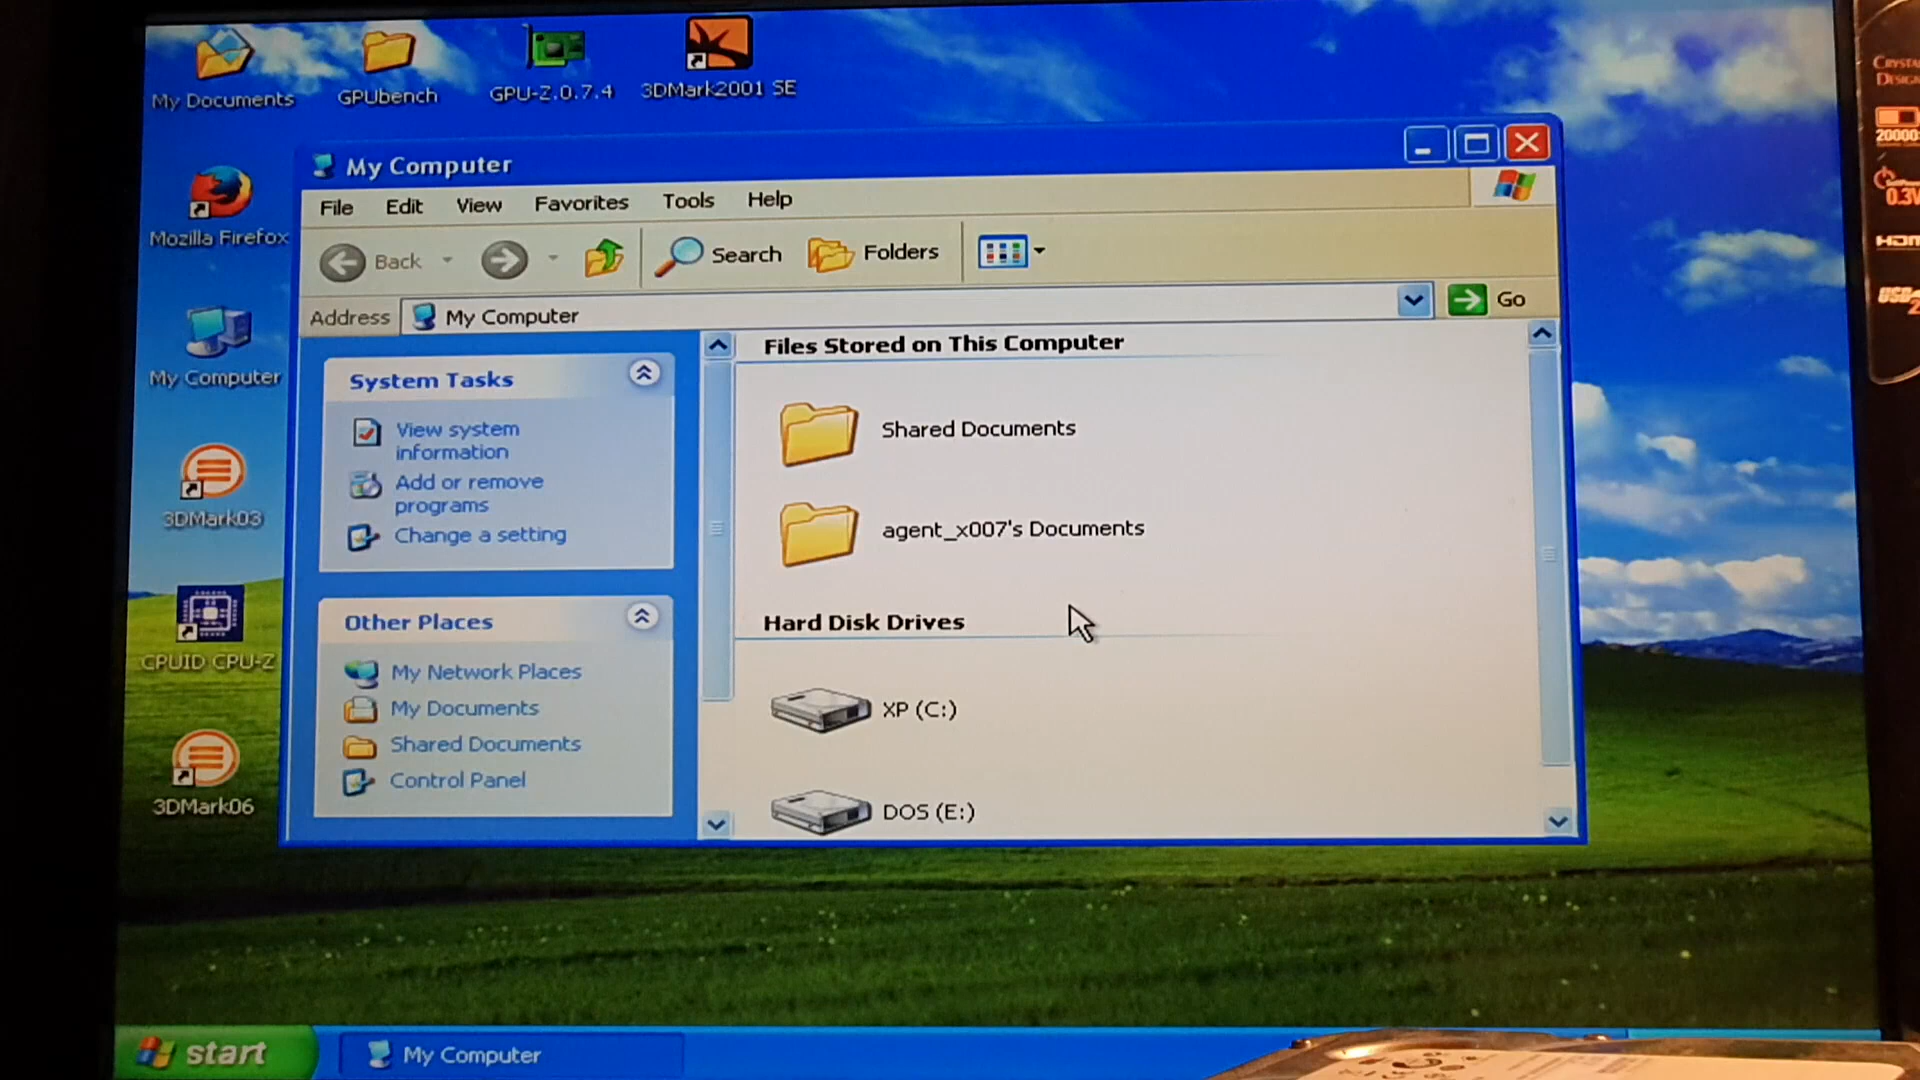 My Documents
GPUbench
GPU-Z.0.7.4
3DMark2001 SE
Mozilla Firefox
My Computer
3DMark03
CPUID CPU-Z
3DMark06
My Computer
File Edit View Favorites Tools Help
Back Search Folders
Address My Computer Go
System Tasks
View system
information
Add or remove
programs
Change a setting
Other Places
My Network Places
My Documents
Shared Documents
Control Panel
Files Stored on This Computer
Shared Documents
agent_x007's Documents
Hard Disk Drives
XP (C:)
DOS (E:)
start My Computer
20000
0.3